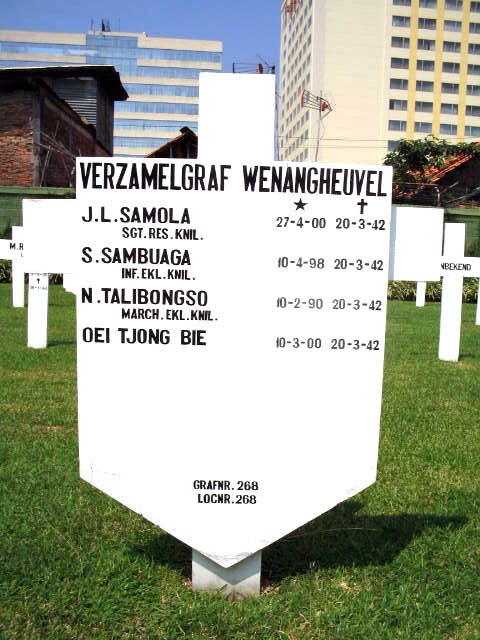 VERZAMELGRAF WENANGHEUVEL
★ ✝
J.L. SAMOLA 27-4-00 20-3-42
SGT. RES. KNIL.
S. SAMBUAGA 10-4-98 20-3-42
INF. EKL. KNIL.
N. TALIBONGSO 10-2-90 20-3-42
MARCH. EKL. KNIL.
OEI TJONG BIE 10-3-00 20-3-42
GRAFNR. 268
LOCNR. 268
NBEKEND